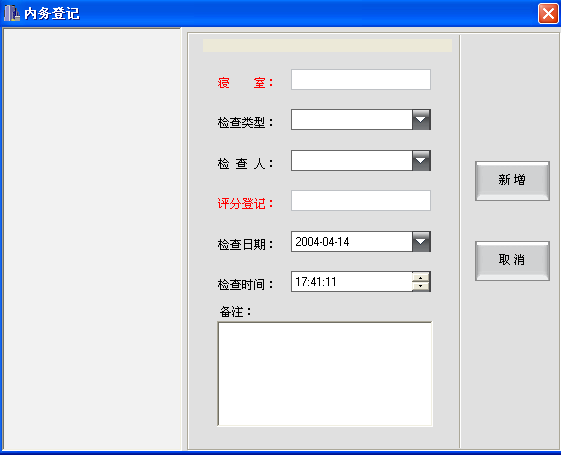 内务登记
寝 室：
检查类型：
检 查 人：
评分登记：
检查日期： 2004-04-14
检查时间： 17:41:11
备注：
新 增
取 消